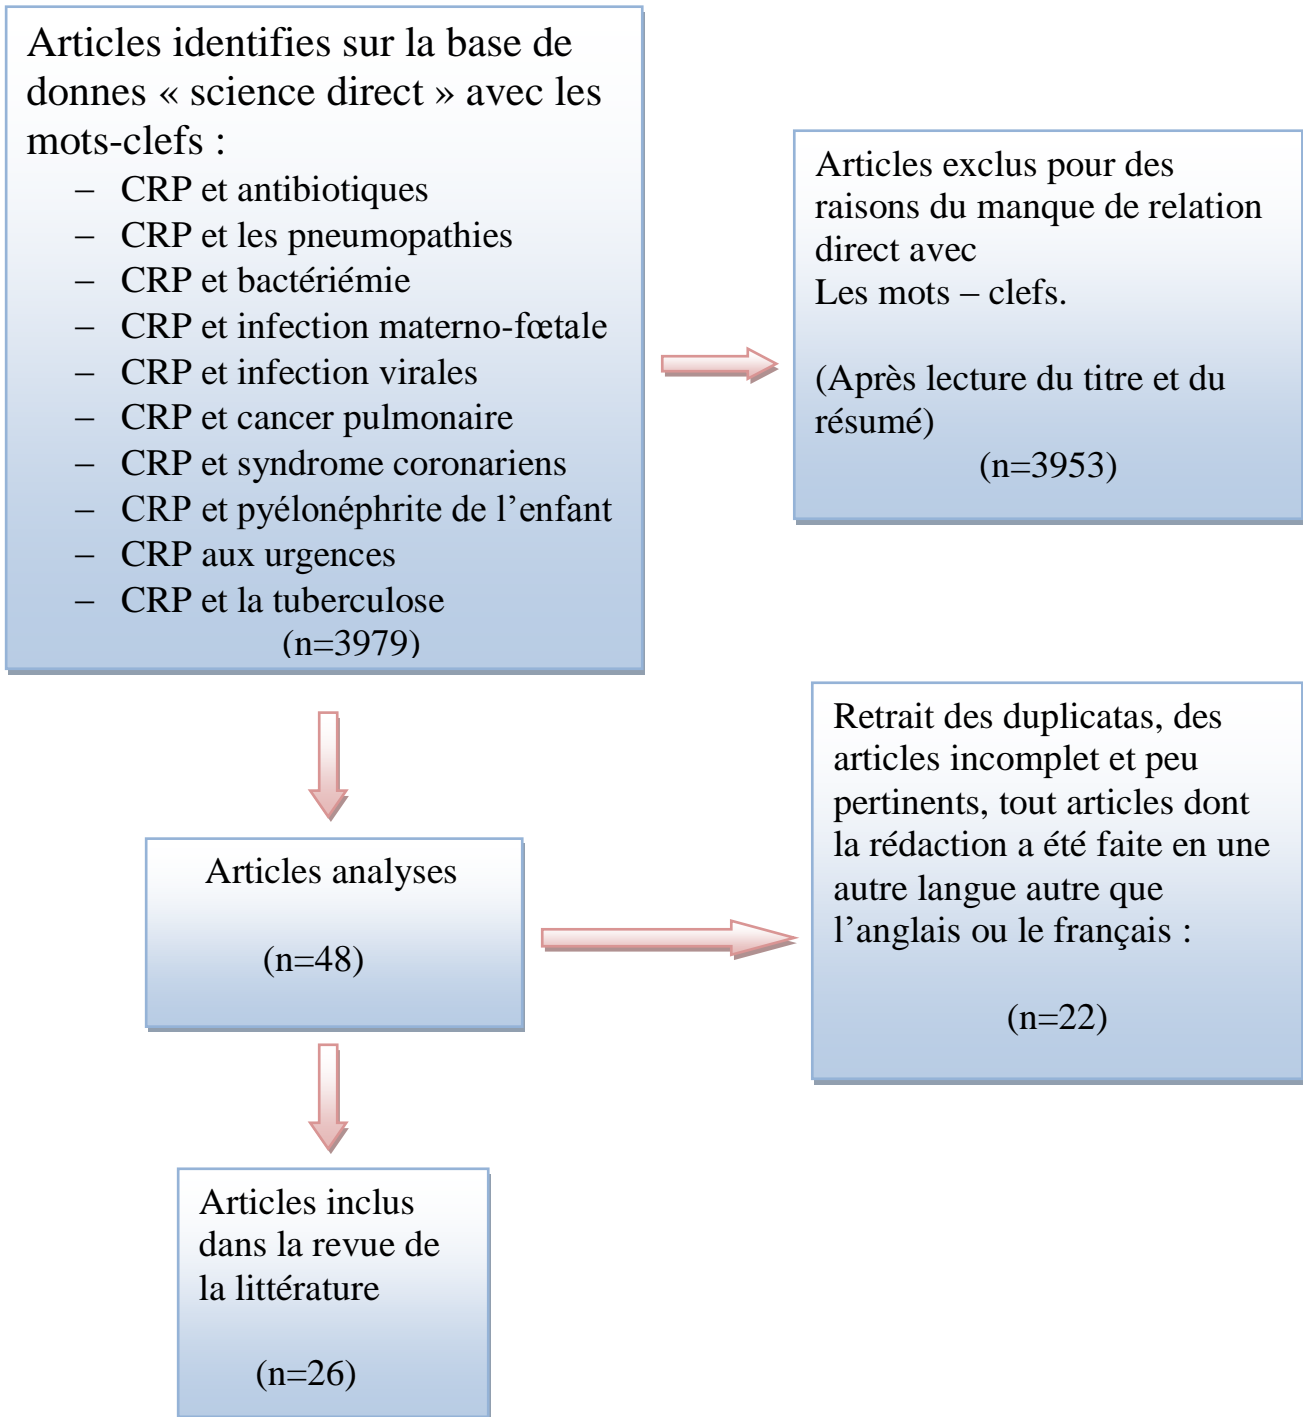 Articles identifies sur la base de
donnes « science direct » avec les
mots-clefs :
– CRP et antibiotiques
– CRP et les pneumopathies
– CRP et bactériémie
– CRP et infection materno-fœtale
– CRP et infection virales
– CRP et cancer pulmonaire
– CRP et syndrome coronariens
– CRP et pyélonéphrite de l’enfant
– CRP aux urgences
– CRP et la tuberculose
(n=3979)
Articles exclus pour des
raisons du manque de relation
direct avec
Les mots – clefs.
(Après lecture du titre et du
résumé)
(n=3953)
Articles analyses
(n=48)
Retrait des duplicatas, des
articles incomplet et peu
pertinents, tout articles dont
la rédaction a été faite en une
autre langue autre que
l’anglais ou le français :
(n=22)
Articles inclus
dans la revue de
la littérature
(n=26)